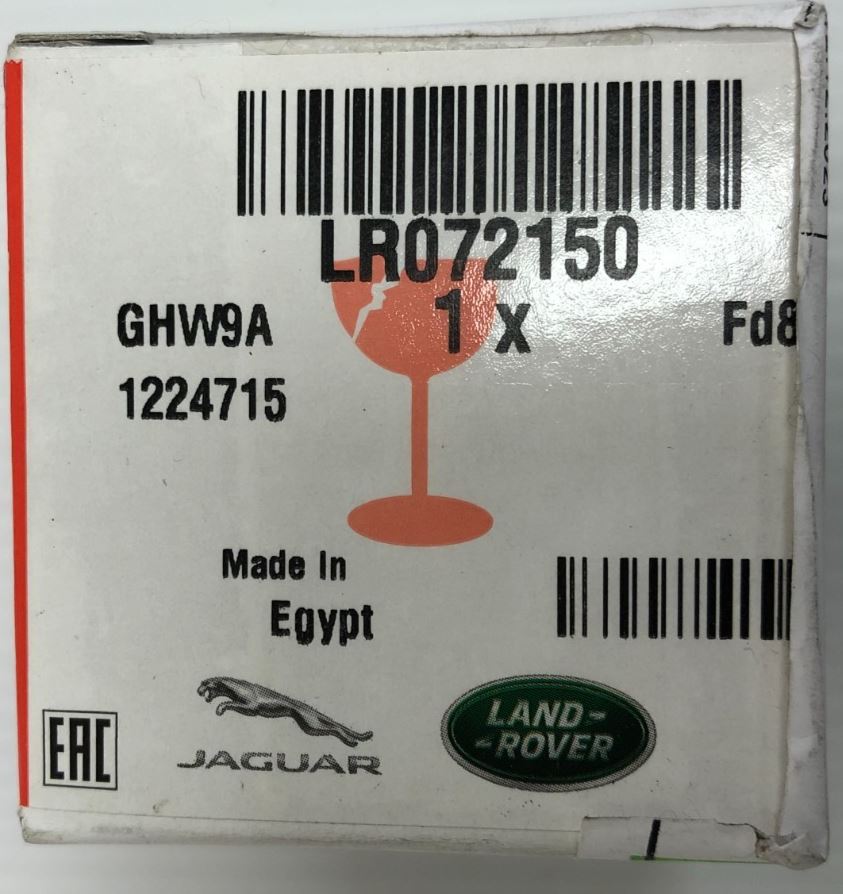 LR072150
GHW9A 1 x Fd8
1224715
Made In
Egypt
EAC
JAGUAR
LAND-
-ROVER